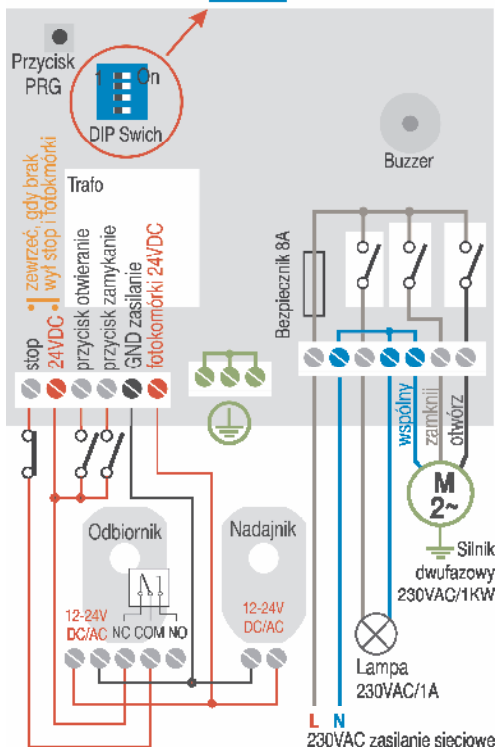 Przycisk
PRG
1 On
DIP Swich
Buzzer
zewrzeć, gdy brak
wył stop i fotokmórki
Trafo
Bezpiecznik 8A
stop
24VDC
przycisk otwieranie
przycisk zamykanie
GND zasilanie
fotokomórki 24VDC
wspólny
zamknij
otwórz
M
2~
Silnik
dwufazowy
230VAC/1KW
Odbiornik
Nadajnik
12-24V
DC/AC
NC COM NO
12-24V
DC/AC
Lampa
230VAC/1A
L N
230VAC zasilanie sieciowe